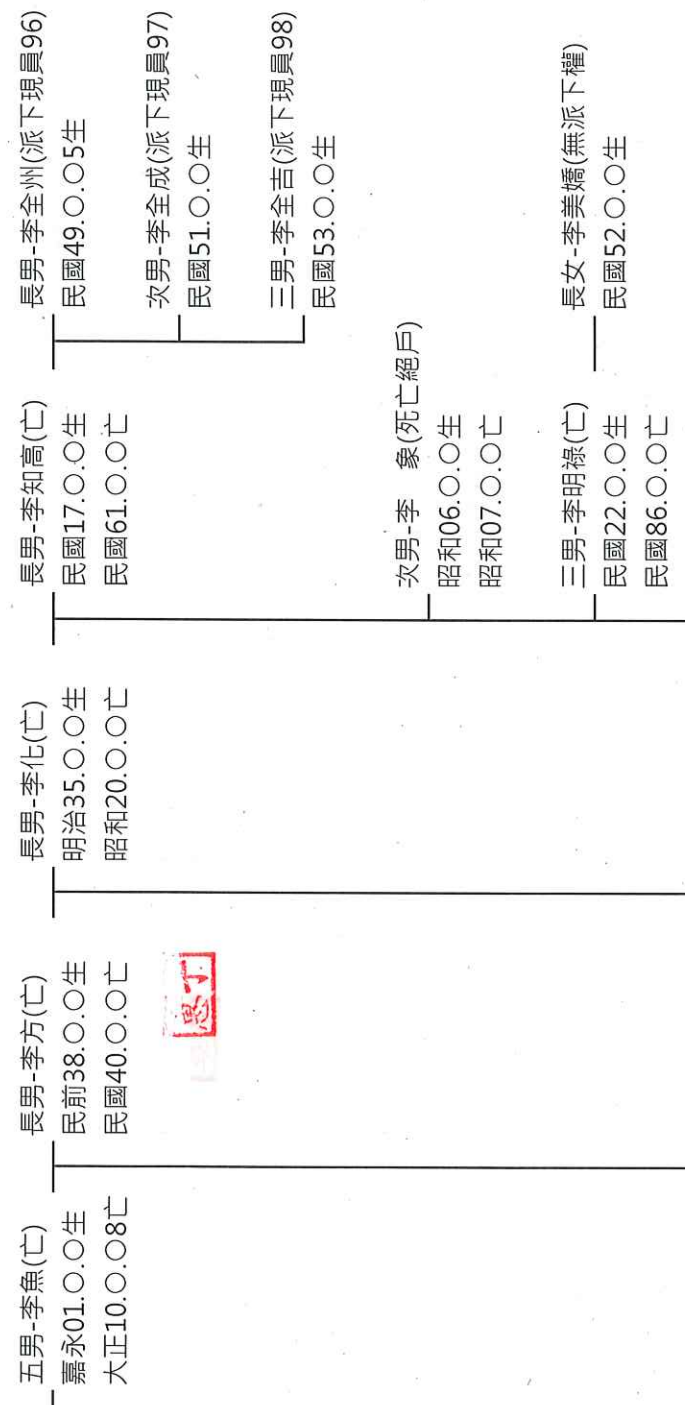 五男-李魚(亡)
嘉永01.○.○生
大正10.○.○8亡
長男-李方(亡)
民前38.○.○生
民國40.○.○亡
長男-李化(亡)
明治35.○.○生
昭和20.○.○亡
長男-李知高(亡)
民國17.○.○生
民國61.○.○亡
長男-李全州(派下現員96)
民國49.○.○5生
次男-李全成(派下現員97)
民國51.○.○生
三男-李全吉(派下現員98)
民國53.○.○生
次男-李　象(死亡絕戶)
昭和06.○.○生
昭和07.○.○亡
三男-李明祿(亡)
民國22.○.○生
民國86.○.○亡
長女-李美嬌(無派下權)
民國52.○.○生